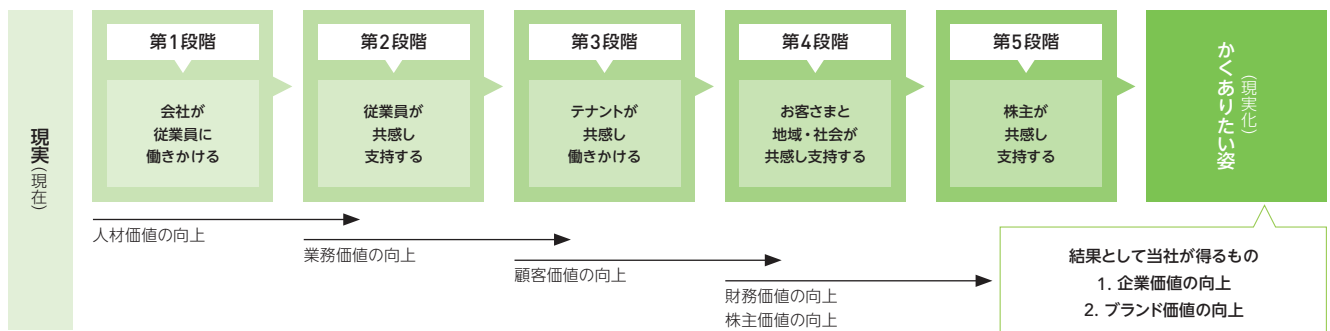 現実(現在)
第1段階
会社が
従業員に
働きかける
第2段階
従業員が
共感し
支持する
第3段階
テナントが
共感し
働きかける
第4段階
お客さまと
地域・社会が
共感し支持する
第5段階
株主が
共感し
支持する
かくありたい姿
(現実化)
人材価値の向上
業務価値の向上
顧客価値の向上
財務価値の向上
株主価値の向上
結果として当社が得るもの
1. 企業価値の向上
2. ブランド価値の向上